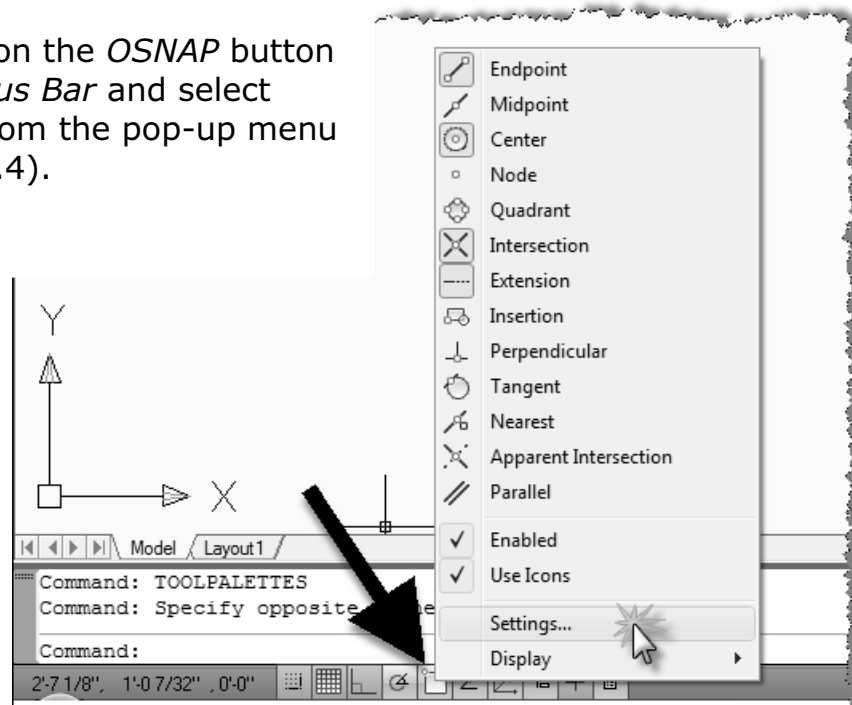 on the OSNAP button
us Bar and select
om the pop-up menu
.4).
Endpoint
Midpoint
Center
Node
Quadrant
Intersection
Extension
Insertion
Perpendicular
Tangent
Nearest
Apparent Intersection
Parallel
Enabled
Use Icons
Settings...
Display
Y
X
Model Layout1
Command: TOOLPALETTES
Command: Specify opposite
Command:
2'-7 1/8", 1'-0 7/32" , 0'-0"